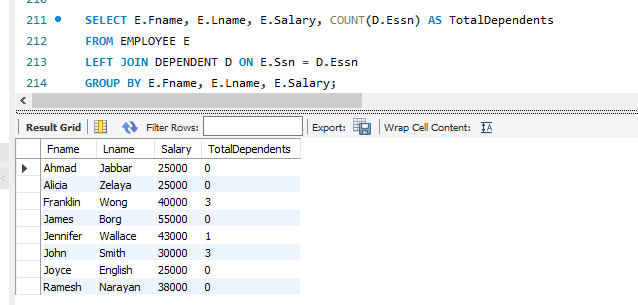 211 SELECT E.Fname, E.Lname, E.Salary, COUNT(D.Essn) AS TotalDependents
212 FROM EMPLOYEE E
213 LEFT JOIN DEPENDENT D ON E.Ssn = D.Essn
214 GROUP BY E.Fname, E.Lname, E.Salary;
Result Grid Filter Rows: Export: Wrap Cell Content: IA
Fname Lname Salary TotalDependents
Ahmad Jabbar 25000 0
Alicia Zelaya 25000 0
Franklin Wong 40000 3
James Borg 55000 0
Jennifer Wallace 43000 1
John Smith 30000 3
Joyce English 25000 0
Ramesh Narayan 38000 0